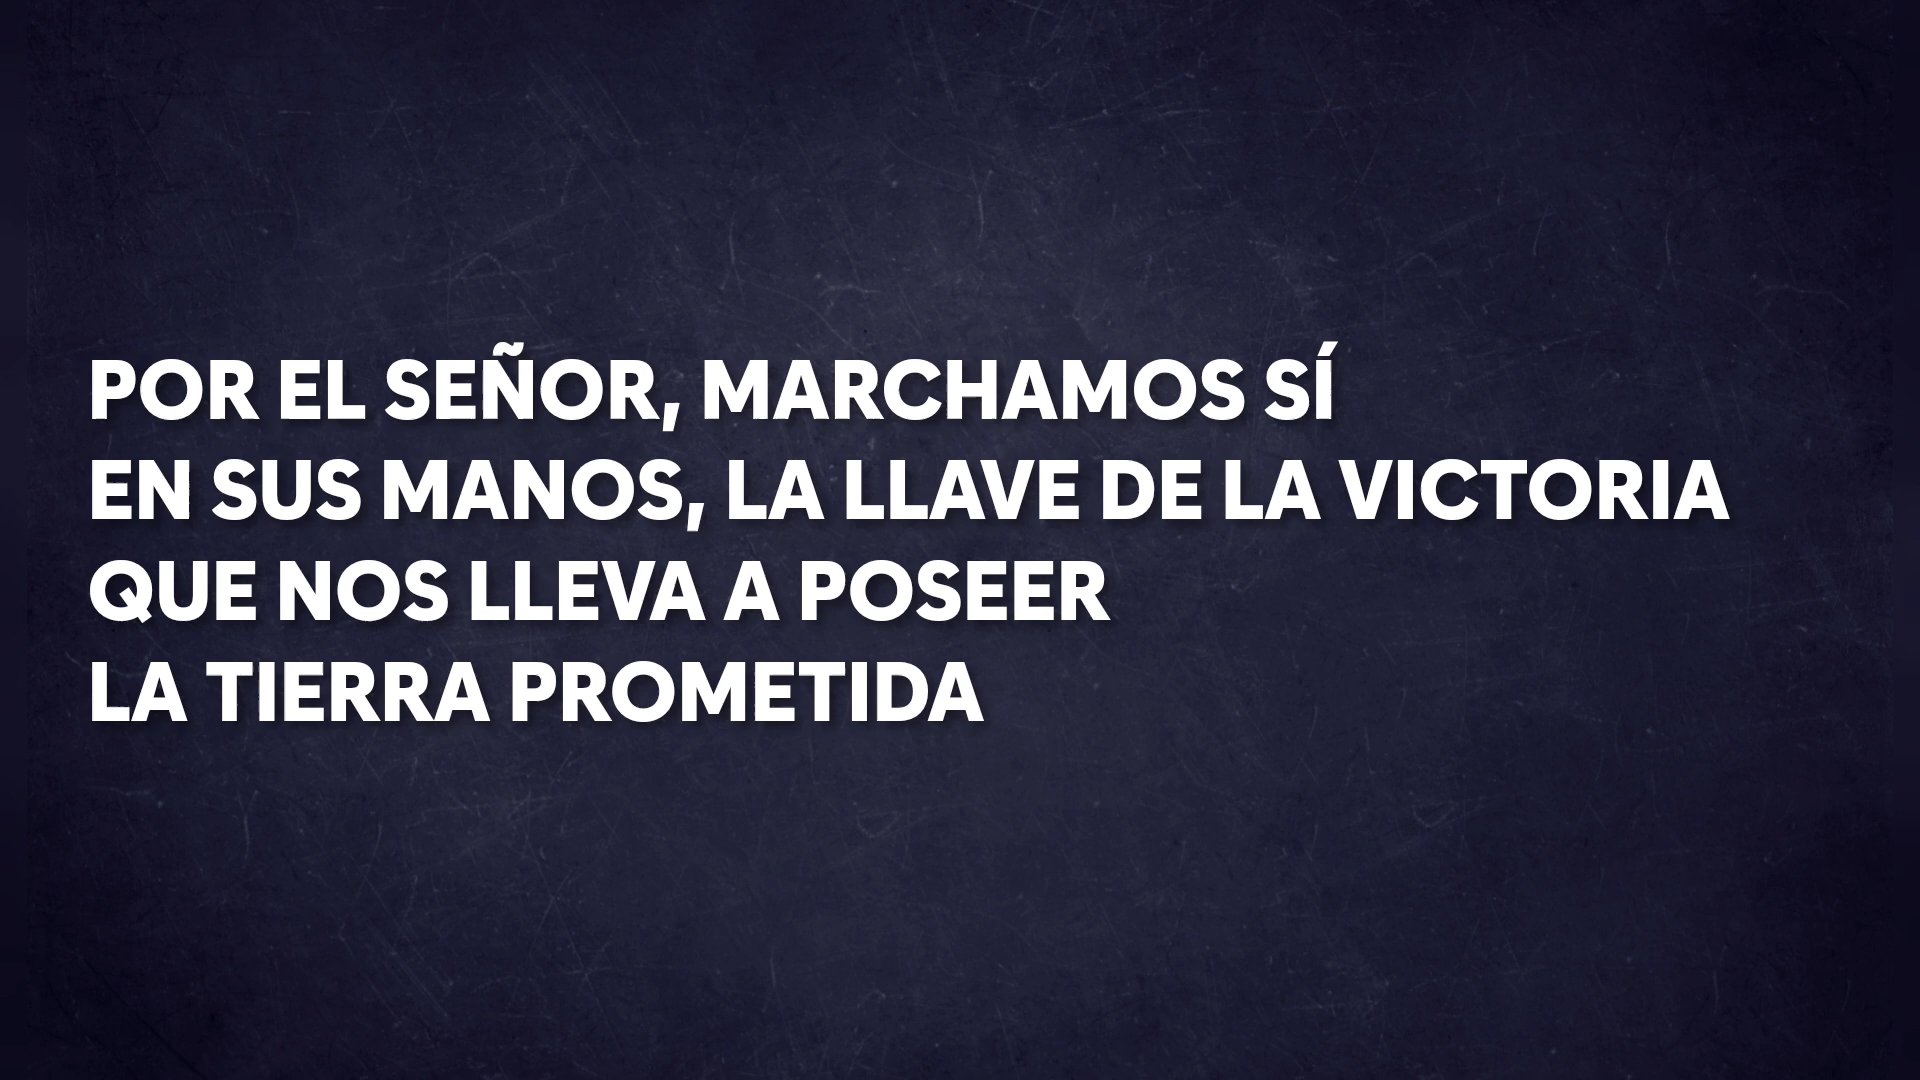 POR EL SEÑOR, MARCHAMOS SÍ
EN SUS MANOS, LA LLAVE DE LA VICTORIA
QUE NOS LLEVA A POSEER
LA TIERRA PROMETIDA